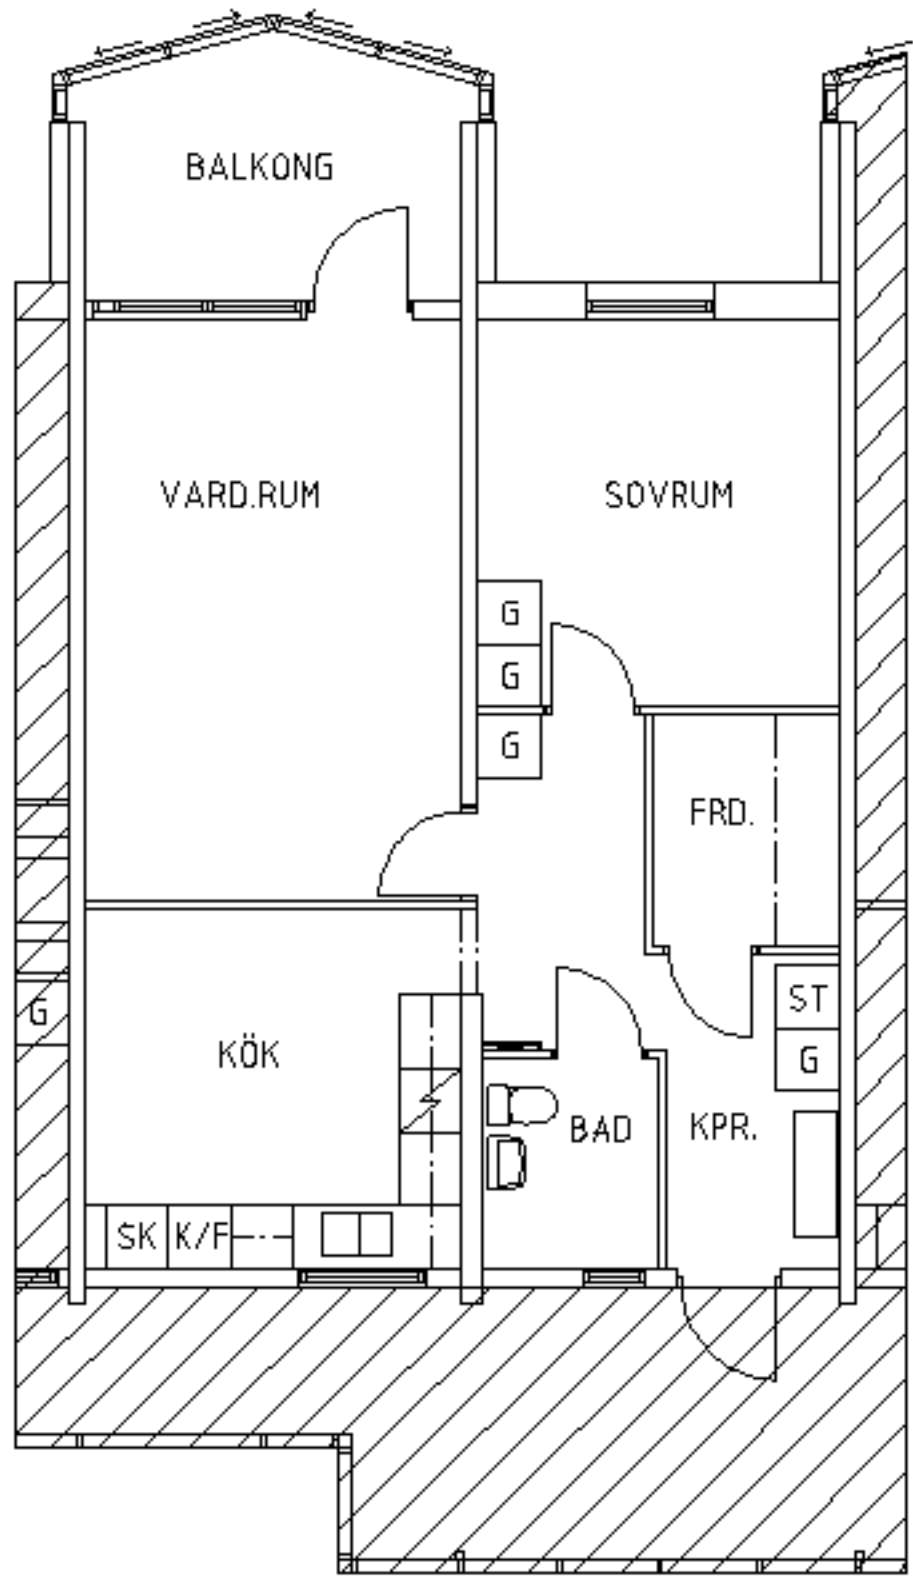 BALKONG
VARD.RUM
SOVRUM
G
G
G
FRD.
G
KÖK
ST
G
BAD
KPR.
SK
K/F